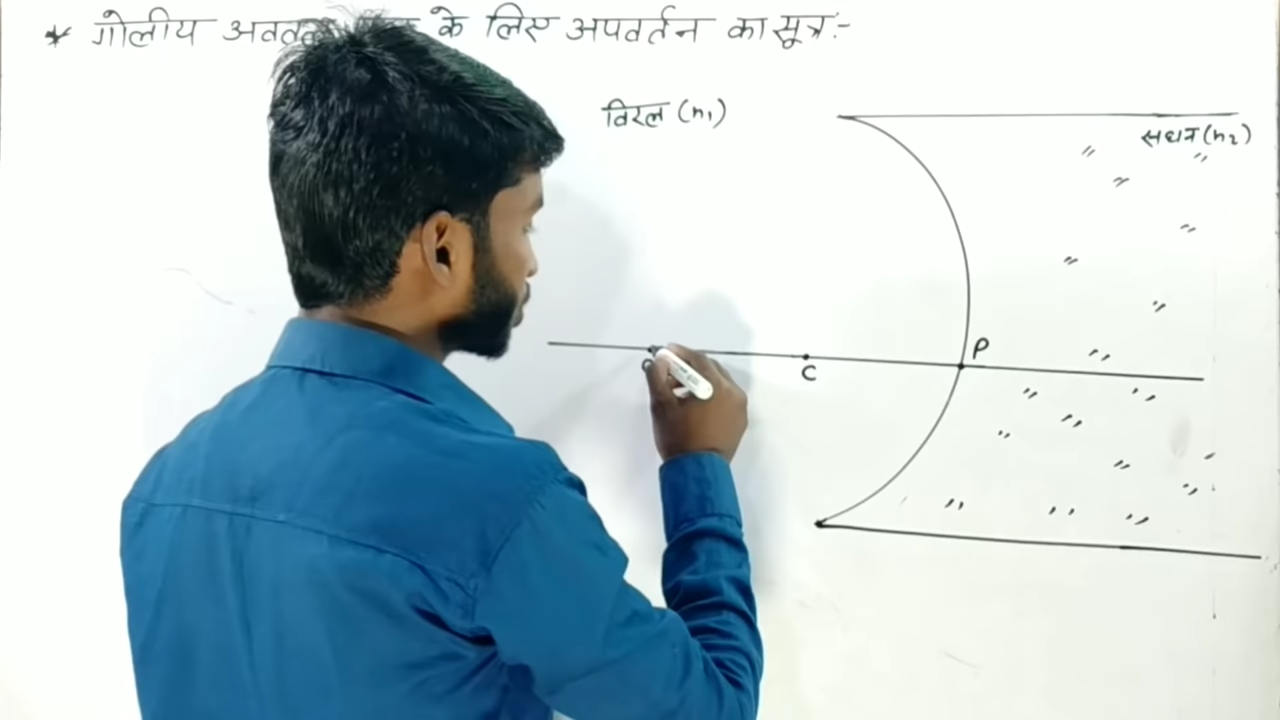 * गोलीय के लिए अपवर्तन का सूत्र:-
विरल (n₁)
सघन (n₂)
P
C